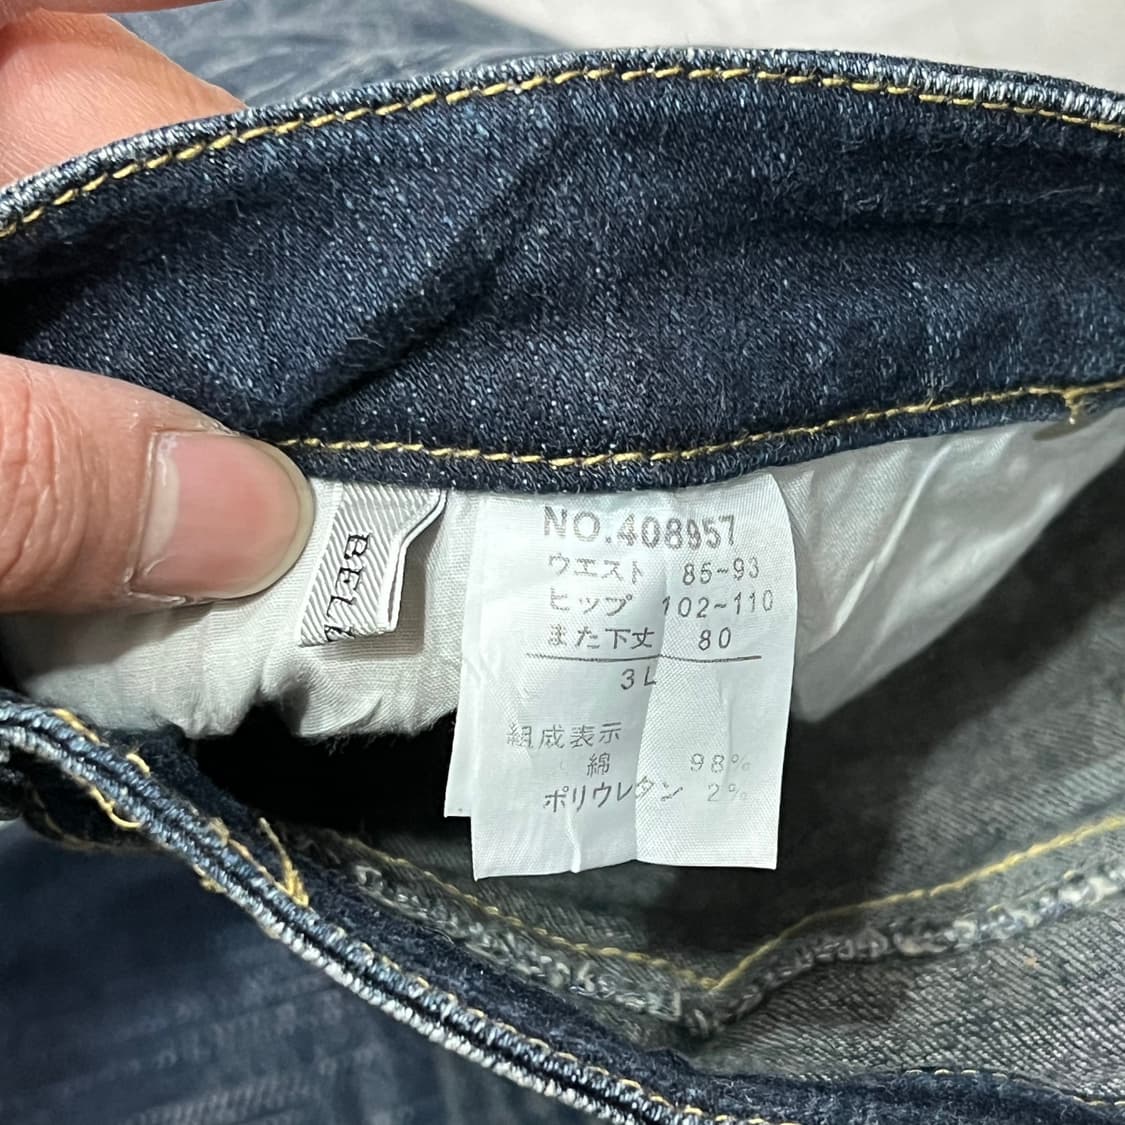 NO.408957
ウエスト 85~93
ヒップ 102~110
また下丈 80
3L
組成表示
綿 98%
ポリウレタン 2%